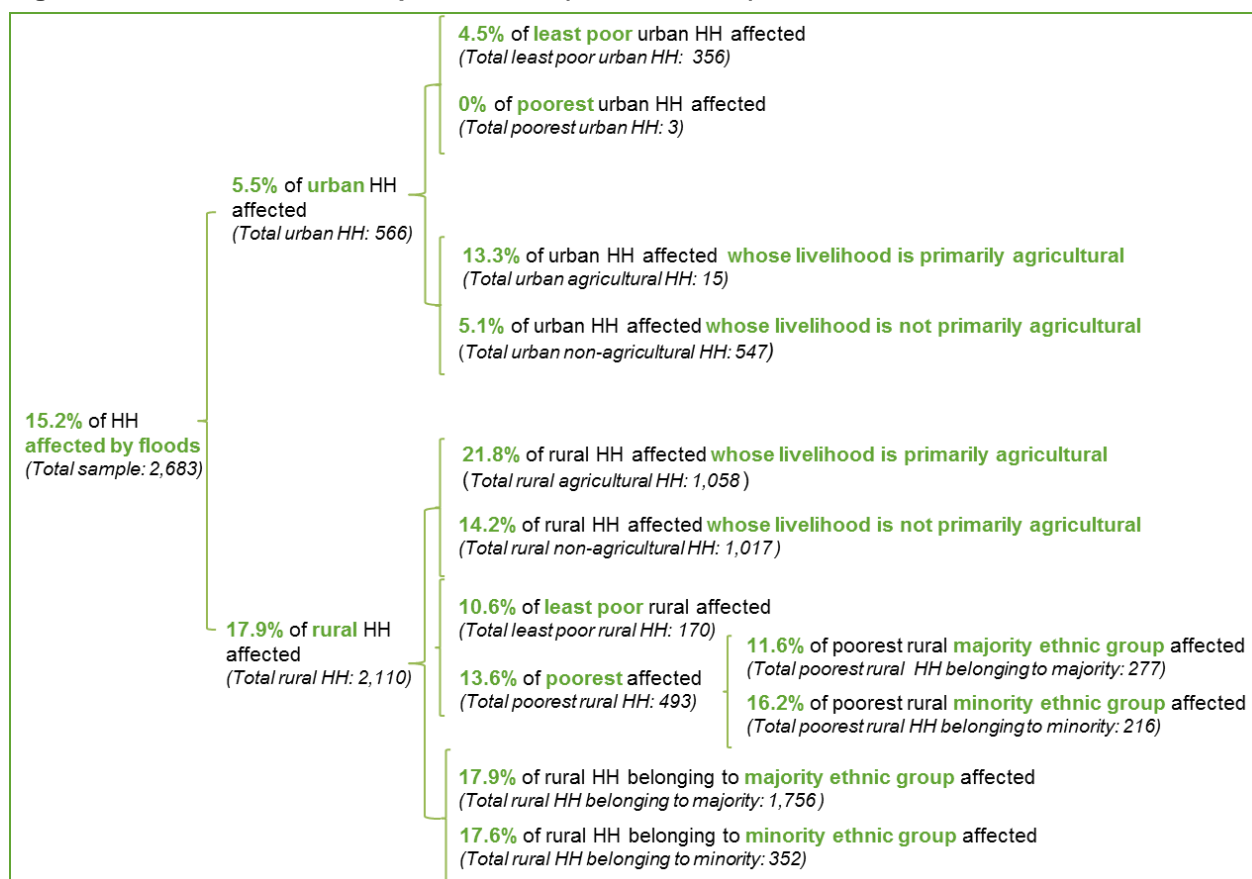 4.5% of least poor urban HH affected
(Total least poor urban HH: 356)
0% of poorest urban HH affected
(Total poorest urban HH: 3)
5.5% of urban HH
affected
(Total urban HH: 566)
13.3% of urban HH affected whose livelihood is primarily agricultural
(Total urban agricultural HH: 15)
5.1% of urban HH affected whose livelihood is not primarily agricultural
(Total urban non-agricultural HH: 547)
15.2% of HH
affected by floods
(Total sample: 2,683)
21.8% of rural HH affected whose livelihood is primarily agricultural
(Total rural agricultural HH: 1,058)
14.2% of rural HH affected whose livelihood is not primarily agricultural
(Total rural non-agricultural HH: 1,017)
17.9% of rural HH
affected
(Total rural HH: 2,110)
10.6% of least poor rural affected
(Total least poor rural HH: 170)
13.6% of poorest affected
(Total poorest rural HH: 493)
11.6% of poorest rural majority ethnic group affected
(Total poorest rural HH belonging to majority: 277)
16.2% of poorest rural minority ethnic group affected
(Total poorest rural HH belonging to minority: 216)
17.9% of rural HH belonging to majority ethnic group affected
(Total rural HH belonging to majority: 1,756)
17.6% of rural HH belonging to minority ethnic group affected
(Total rural HH belonging to minority: 352)